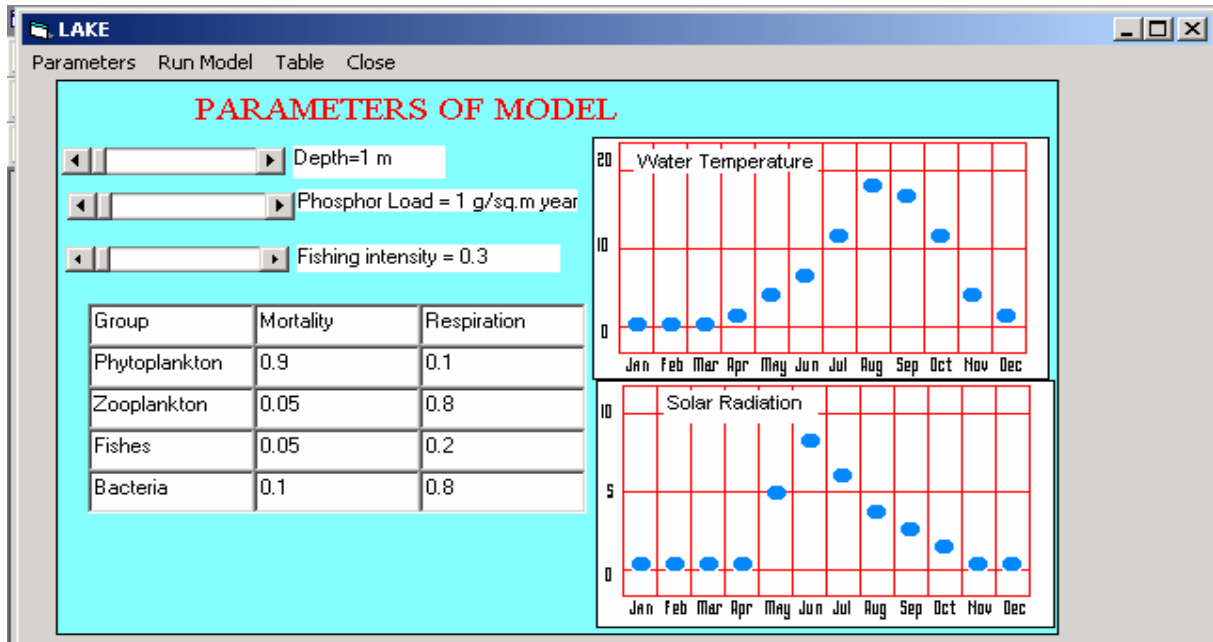 LAKE
Parameters Run Model Table Close
PARAMETERS OF MODEL
Depth=1 m
Phosphor Load = 1 g/sq.m year
Fishing intensity = 0.3
Group Mortality Respiration
Phytoplankton 0.9 0.1
Zooplankton 0.05 0.8
Fishes 0.05 0.2
Bacteria 0.1 0.8
Water Temperature
20
10
0
Jan Feb Mar Apr May Jun Jul Aug Sep Oct Nov Dec
Solar Radiation
10
5
0
Jan Feb Mar Apr May Jun Jul Aug Sep Oct Nov Dec